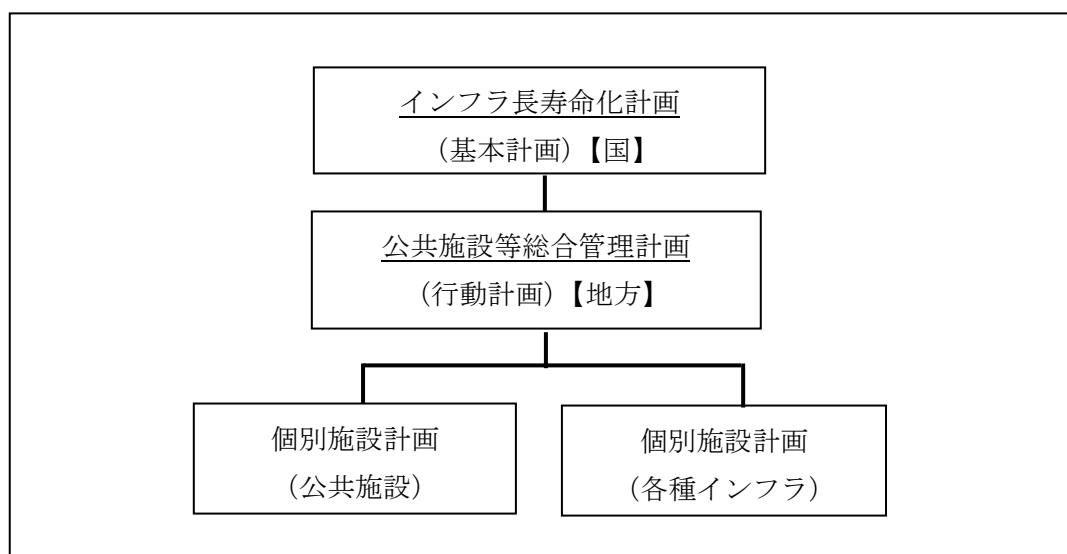 インフラ長寿命化計画
(基本計画)【国】
公共施設等総合管理計画
(行動計画)【地方】
個別施設計画
(公共施設)
個別施設計画
(各種インフラ)